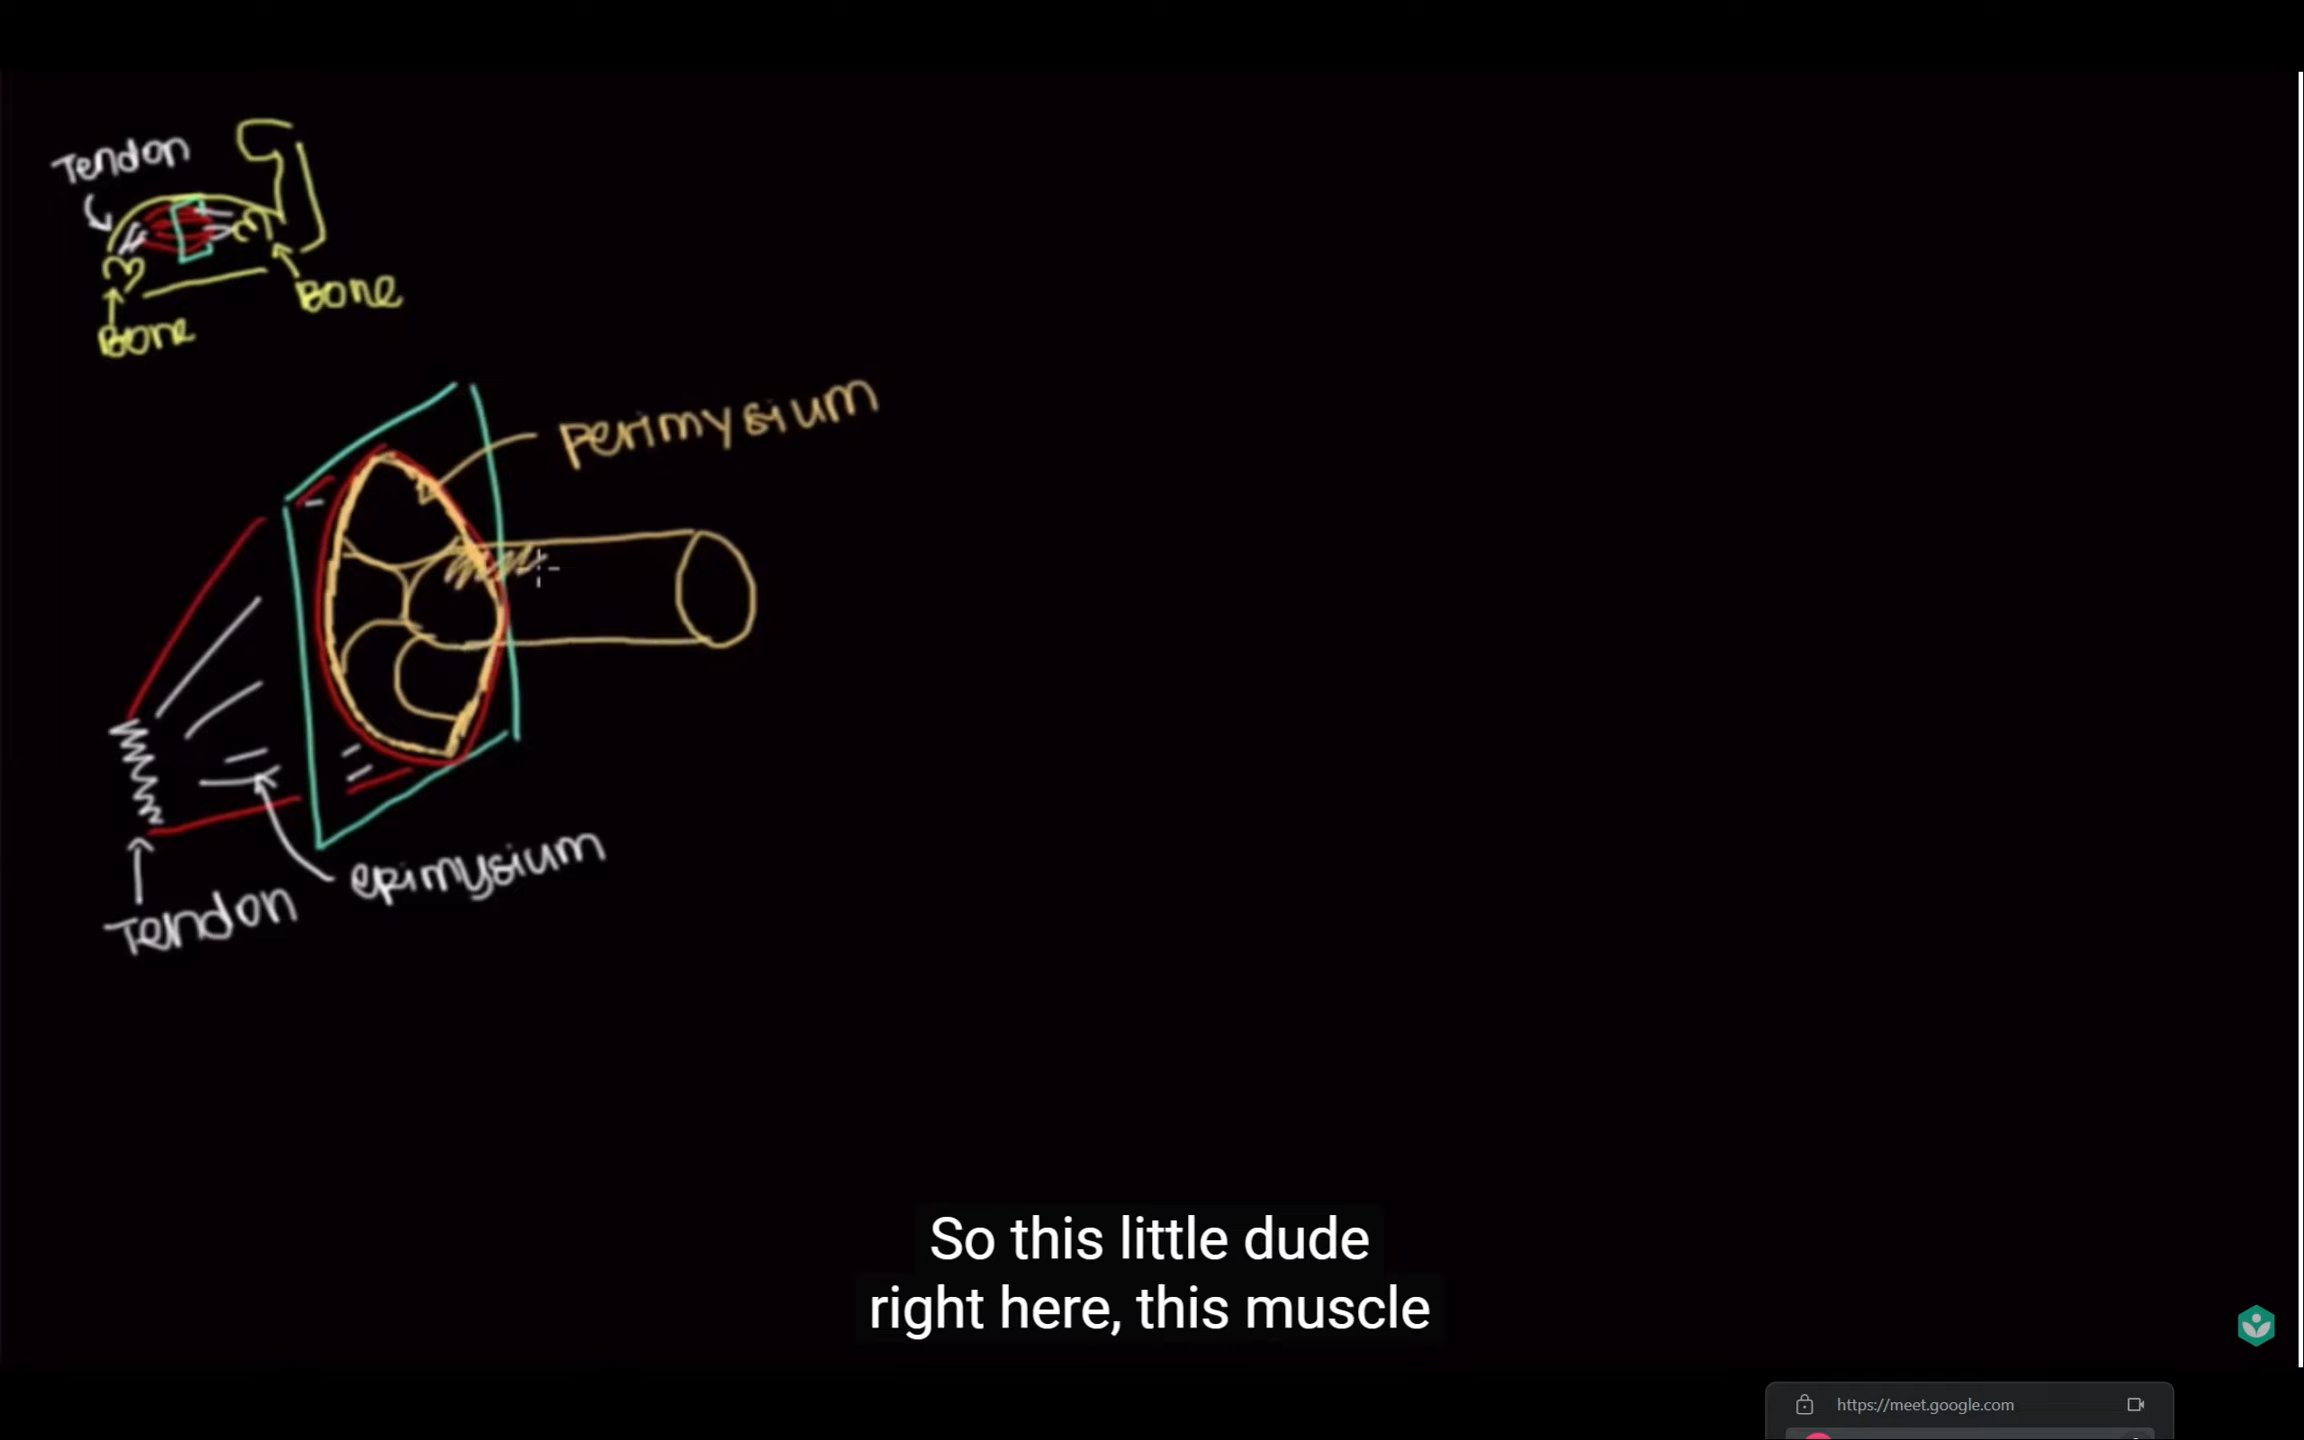 Tendon
Bone
Bone
Perimysium
epimysium
Tendon
So this little dude
right here, this muscle
https://meet.google.com